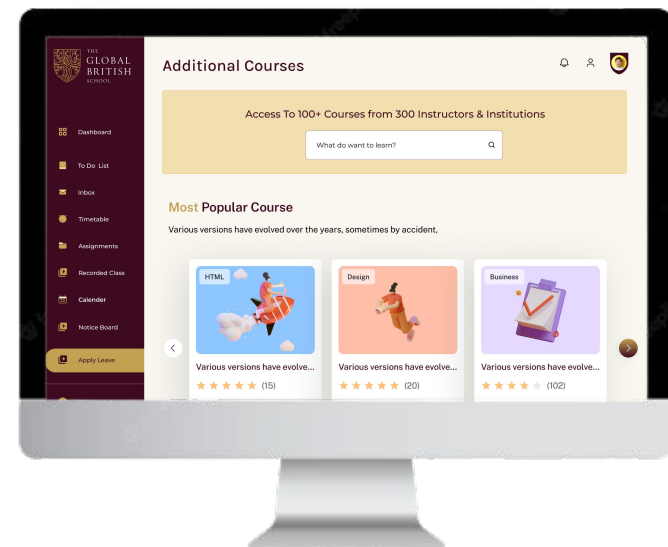 THE
GLOBAL
BRITISH
SCHOOL
Dashboard
To Do List
Inbox
Timetable
Assignments
Recorded Class
Calender
Notice Board
Apply Leave
Additional Courses
Access To 100+ Courses from 300 Instructors & Institutions
What do want to learn?
Most Popular Course
Various versions have evolved over the years, sometimes by accident,
HTML
Various versions have evolve...
(15)
Design
Various versions have evolve...
(20)
Business
Various versions have evolve...
(102)